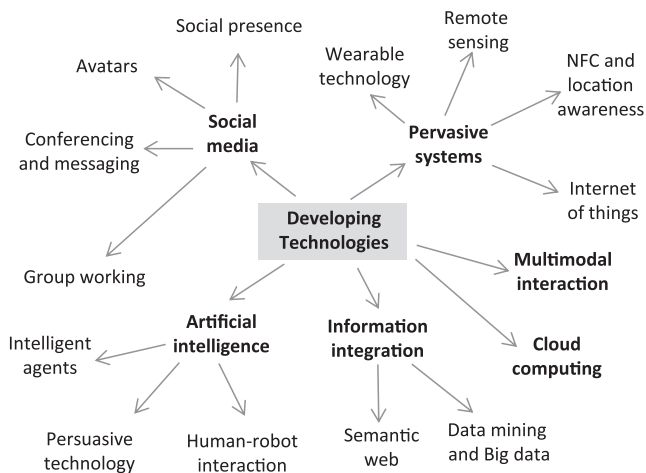 Social presence
Remote
sensing
Avatars
Wearable
technology
NFC and
location
awareness
Social
media
Pervasive
systems
Conferencing
and messaging
Internet
of things
Developing
Technologies
Group working
Multimodal
interaction
Artificial
intelligence
Information
integration
Cloud
computing
Intelligent
agents
Persuasive
technology
Human-robot
interaction
Semantic
web
Data mining
and Big data